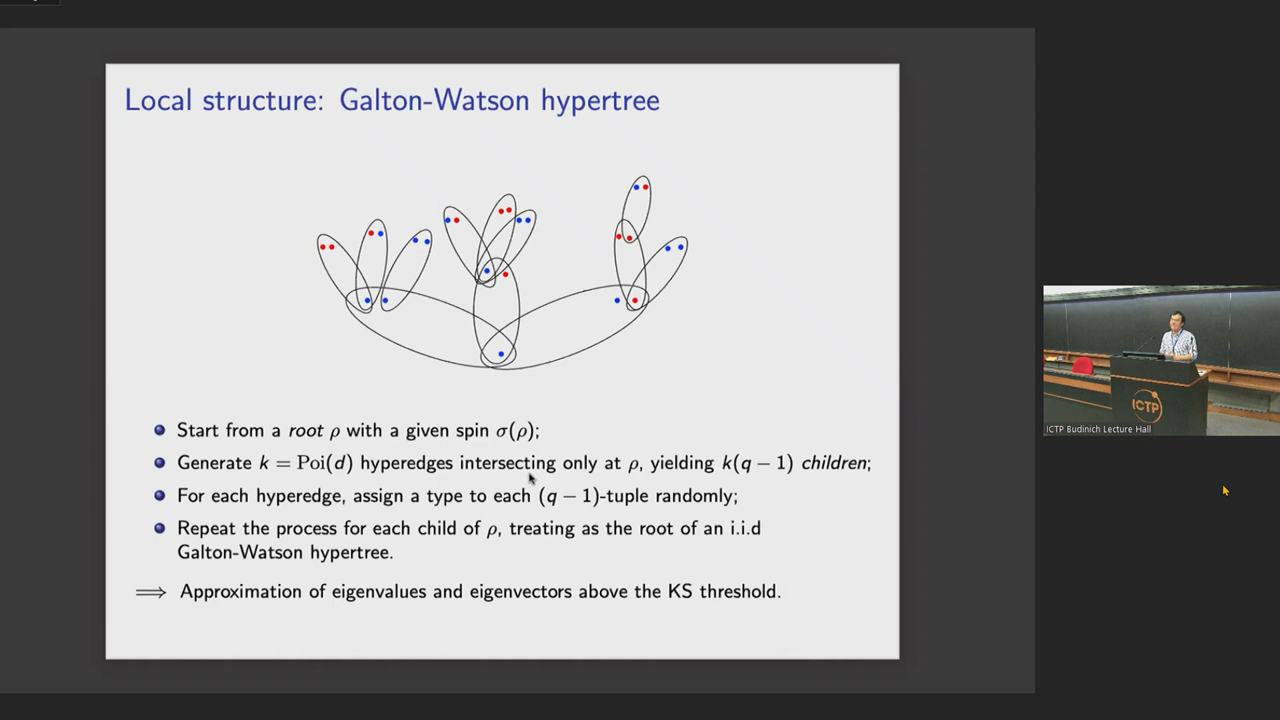 Local structure: Galton-Watson hypertree
Start from a root ρ with a given spin σ(ρ);
Generate k = Poi(d) hyperedges intersecting only at ρ, yielding k(q − 1) children;
For each hyperedge, assign a type to each (q − 1)-tuple randomly;
Repeat the process for each child of ρ, treating as the root of an i.i.d
Galton-Watson hypertree.
⟹ Approximation of eigenvalues and eigenvectors above the KS threshold.
ICTP
ICTP Budinich Lecture Hall